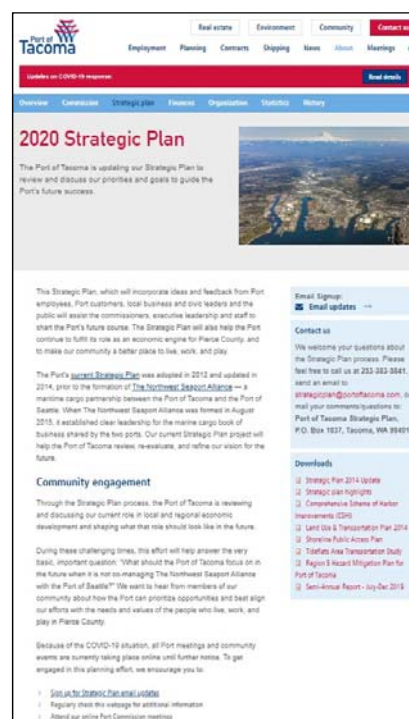 Port of
Tacoma
Real estate Environment Community Contact us
Employment Planning Contracts Shipping News About Meetings
Updates on COVID-19 response Read details
Overview Commission Strategic plan Finances Organization Statistics History
2020 Strategic Plan
The Port of Tacoma is updating our Strategic Plan to
review and discuss our priorities and goals to guide the
Port's future success.
This Strategic Plan, which will incorporate ideas and feedback from Port
employees, Port customers, local business and civic leaders and the
public will assist the commissioners, executive leadership and staff to
chart the Port's future course. The Strategic Plan will also help the Port
continue to fulfill its role as an economic engine for Pierce County, and
to make our community a better place to live, work, and play.
The Port's current Strategic Plan was adopted in 2012 and updated in
2014, prior to the formation of The Northwest Seaport Alliance — a
maritime cargo partnership between the Port of Tacoma and the Port of
Seattle. When The Northwest Seaport Alliance was formed in August
2015, it established clear leadership for the marine cargo book of
business shared by the two ports. Our current Strategic Plan project will
help the Port of Tacoma review, re-evaluate, and refine our vision for the
future.
Community engagement
Through the Strategic Plan process, the Port of Tacoma is reviewing
and discussing our current role in local and regional economic
development and shaping what that role should look like in the future.
During these challenging times, this effort will help answer the very
basic, important question: "What should the Port of Tacoma focus on in
the future when it is not co-managing The Northwest Seaport Alliance
with the Port of Seattle?" We want to hear from members of our
community about how the Port can prioritize opportunities and best align
our efforts with the needs and values of the people who live, work, and
play in Pierce County.
Because of the COVID-19 situation, all Port meetings and community
events are currently taking place online until further notice. To get
engaged in this planning effort, we encourage you to:
Sign up for Strategic Plan email updates
Regularly check this webpage for additional information
Attend our online Port Commission meetings
Email Signup:
Email updates →
Contact us
We welcome your questions about
the Strategic Plan process. Please
feel free to call us at
send an email to
strategicplan@portoftacoma.com, or
mail your comments/questions to:
Port of Tacoma Strategic Plan,
P.O. Box 1837, Tacoma, WA 98401
Downloads
Strategic Plan 2014 Update
Strategic plan highlights
Comprehensive Scheme of Harbor
Improvements (CSHI)
Land Use & Transportation Plan 2014
Shoreline Public Access Plan
Tideflats Area Transportation Study
Region 5 Hazard Mitigation Plan for
Port of Tacoma
Semi-Annual Report - July-Dec 2019